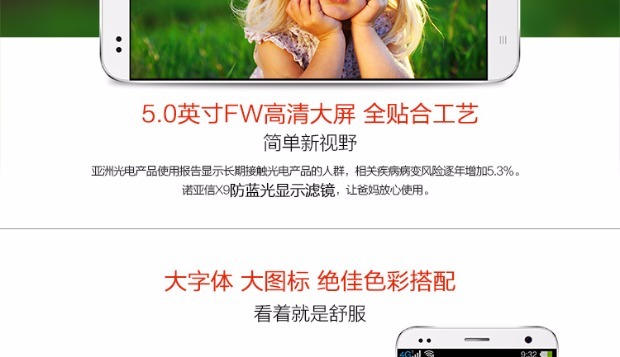 5.0英寸FW高清大屏 全贴合工艺
简单新视野
亚洲光电产品使用报告显示长期接触光电产品的人群，相关疾病病变风险逐年增加5.3%。
诺亚信X9防蓝光显示滤镜，让爸妈放心使用。
大字体 大图标 绝佳色彩搭配
看着就是舒服
4G 9:32